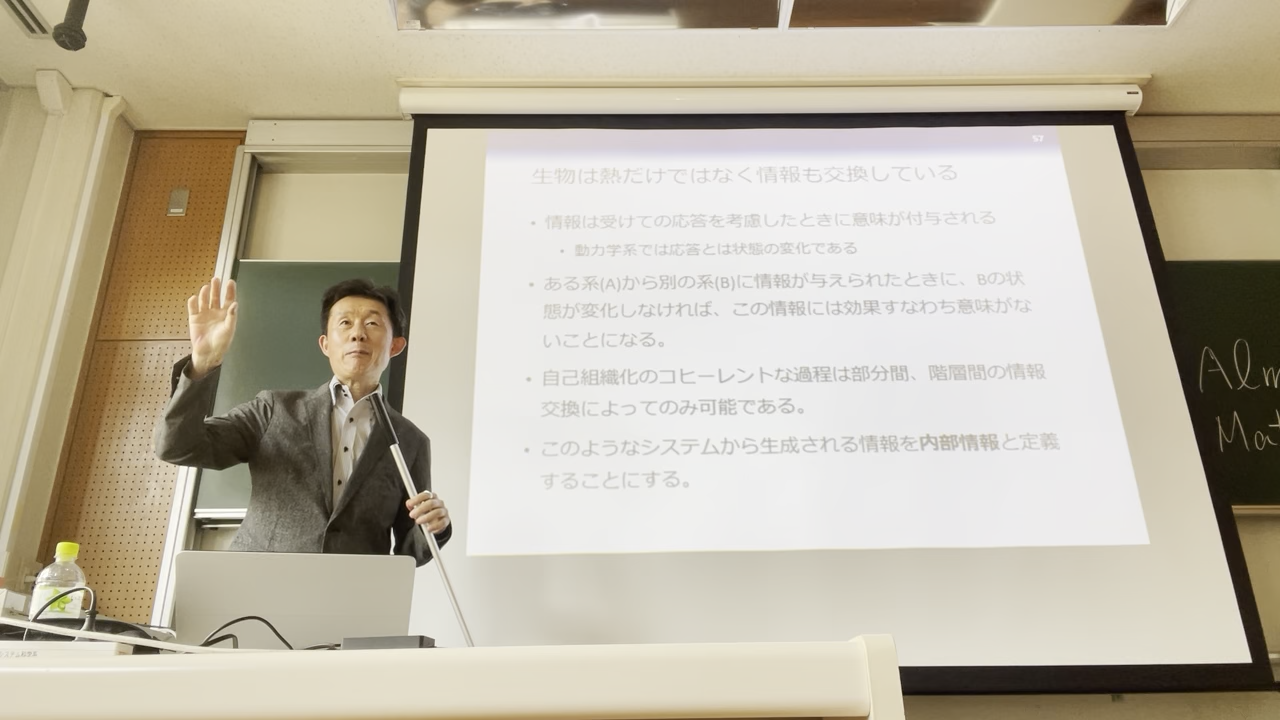 57
生物は熱だけではなく情報も交換している
• 情報は受けての応答を考慮したときに意味が付与される
• 動力学系では応答とは状態の変化である
• ある系(A)から別の系(B)に情報が与えられたときに、Bの状
態が変化しなければ、この情報には効果すなわち意味がな
いことになる。
• 自己組織化のコヒーレントな過程は部分間、階層間の情報
交換によってのみ可能である。
• このようなシステムから生成される情報を内部情報と定義
することにする。